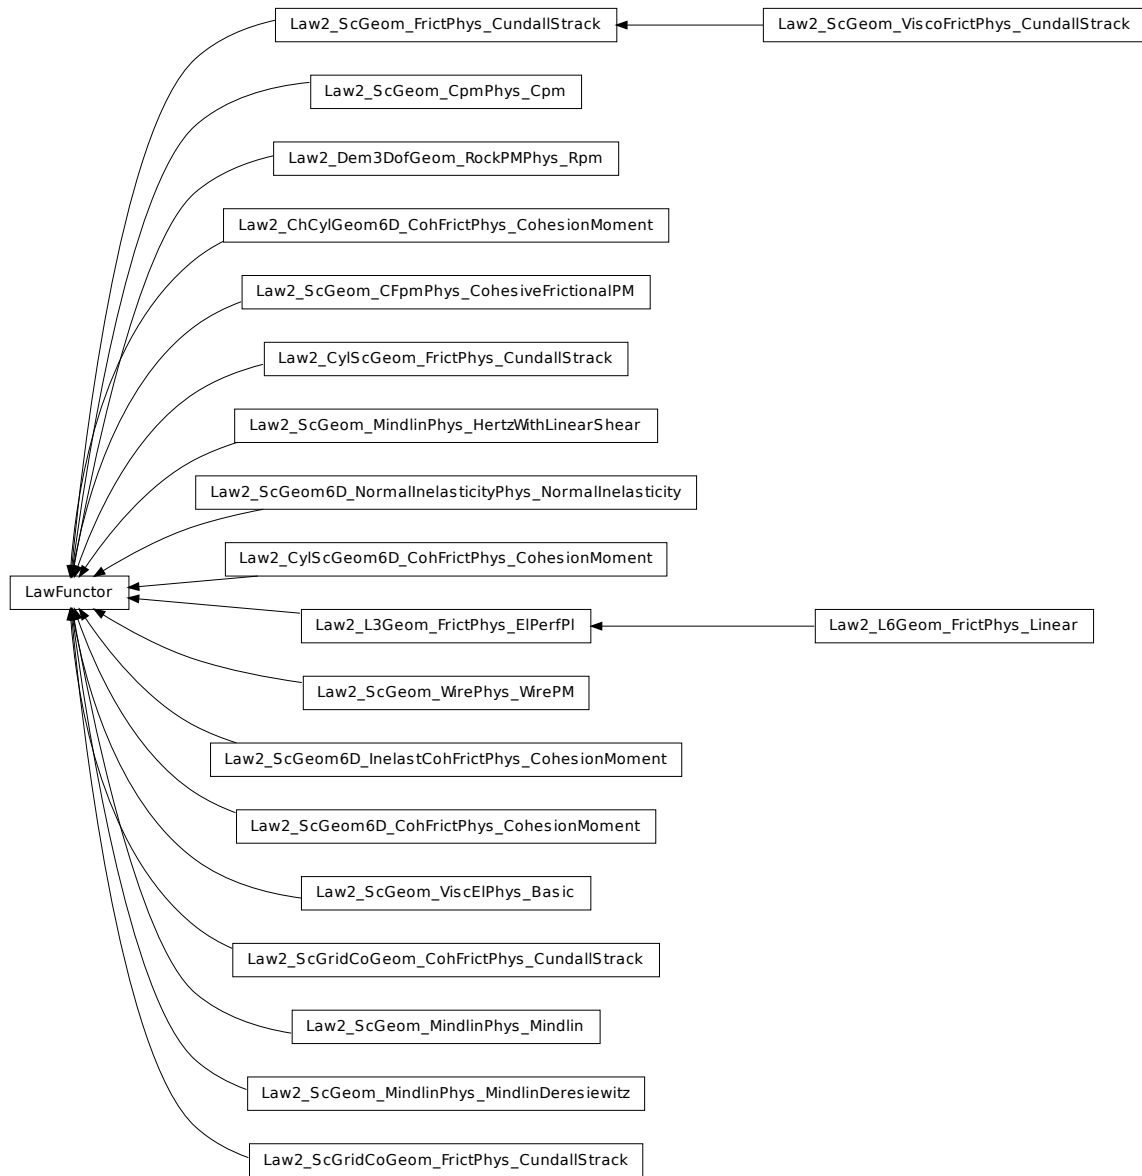 Law2_ScGeom_FrictPhys_CundallStrack
Law2_ScGeom_ViscoFrictPhys_CundallStrack
Law2_ScGeom_CpmPhys_Cpm
Law2_Dem3DofGeom_RockPMPhys_Rpm
Law2_ChCylGeom6D_CohFrictPhys_CohesionMoment
Law2_ScGeom_CFpmPhys_CohesiveFrictionalPM
Law2_CylScGeom_FrictPhys_CundallStrack
Law2_ScGeom_MindlinPhys_HertzWithLinearShear
Law2_ScGeom6D_NormalInelasticityPhys_NormalInelasticity
Law2_CylScGeom6D_CohFrictPhys_CohesionMoment
LawFunctor
Law2_L3Geom_FrictPhys_ElPerfPl
Law2_L6Geom_FrictPhys_Linear
Law2_ScGeom_WirePhys_WirePM
Law2_ScGeom6D_InelastCohFrictPhys_CohesionMoment
Law2_ScGeom6D_CohFrictPhys_CohesionMoment
Law2_ScGeom_ViscElPhys_Basic
Law2_ScGridCoGeom_CohFrictPhys_CundallStrack
Law2_ScGeom_MindlinPhys_Mindlin
Law2_ScGeom_MindlinPhys_MindlinDeresiewitz
Law2_ScGridCoGeom_FrictPhys_CundallStrack